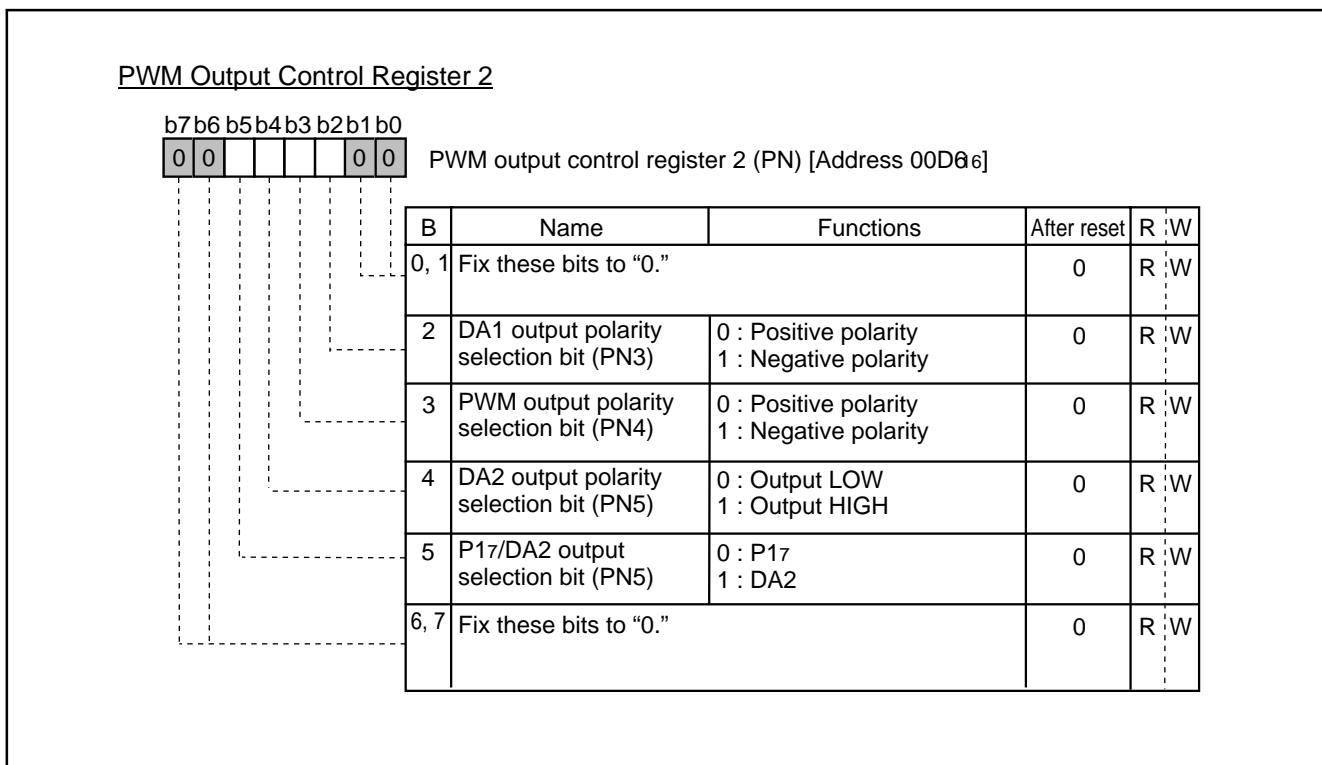 PWM Output Control Register 2
b7 b6 b5 b4 b3 b2 b1 b0
0 0 0 0
PWM output control register 2 (PN) [Address 00D616]
B Name Functions After reset R W
0, 1 Fix these bits to “0.” 0 R W
2 DA1 output polarity selection bit (PN3) 0 : Positive polarity 1 : Negative polarity 0 R W
3 PWM output polarity selection bit (PN4) 0 : Positive polarity 1 : Negative polarity 0 R W
4 DA2 output polarity selection bit (PN5) 0 : Output LOW 1 : Output HIGH 0 R W
5 P17/DA2 output selection bit (PN5) 0 : P17 1 : DA2 0 R W
6, 7 Fix these bits to “0.” 0 R W